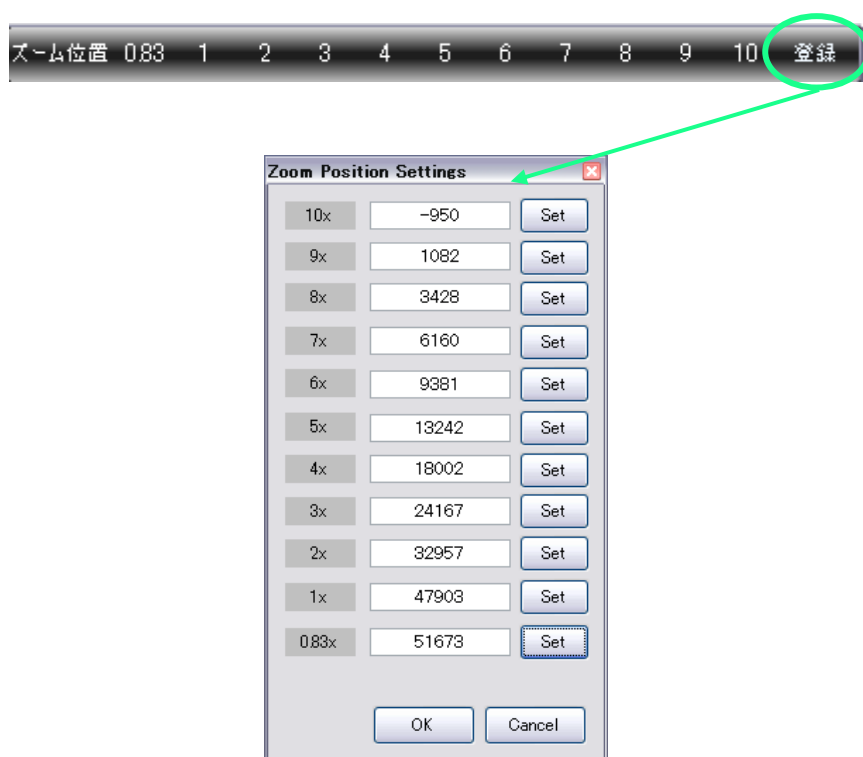 ズーム位置 0.83 1 2 3 4 5 6 7 8 9 10 登録
Zoom Position Settings
10x -950 Set
9x 1082 Set
8x 3428 Set
7x 6160 Set
6x 9381 Set
5x 13242 Set
4x 18002 Set
3x 24167 Set
2x 32957 Set
1x 47903 Set
0.83x 51673 Set
OK Cancel